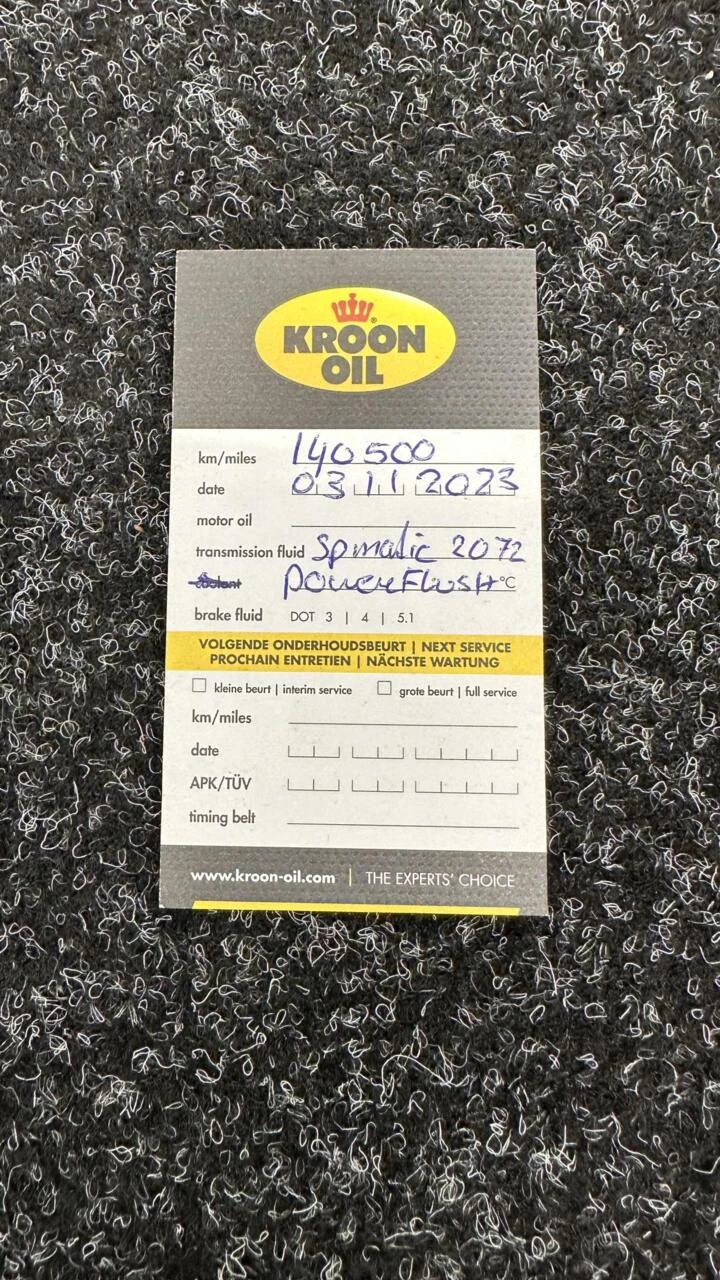 KROON
OIL
km/miles 140500
date 03 11 2023
motor oil
transmission fluid Spmatic 2072
coolant PowerFlush °C
brake fluid DOT 3 | 4 | 5.1
VOLGENDE ONDERHOUDSBEURT | NEXT SERVICE
PROCHAIN ENTRETIEN | NÄCHSTE WARTUNG
kleine beurt | interim service grote beurt | full service
km/miles
date
APK/TÜV
timing belt
www.kroon-oil.com | THE EXPERTS' CHOICE